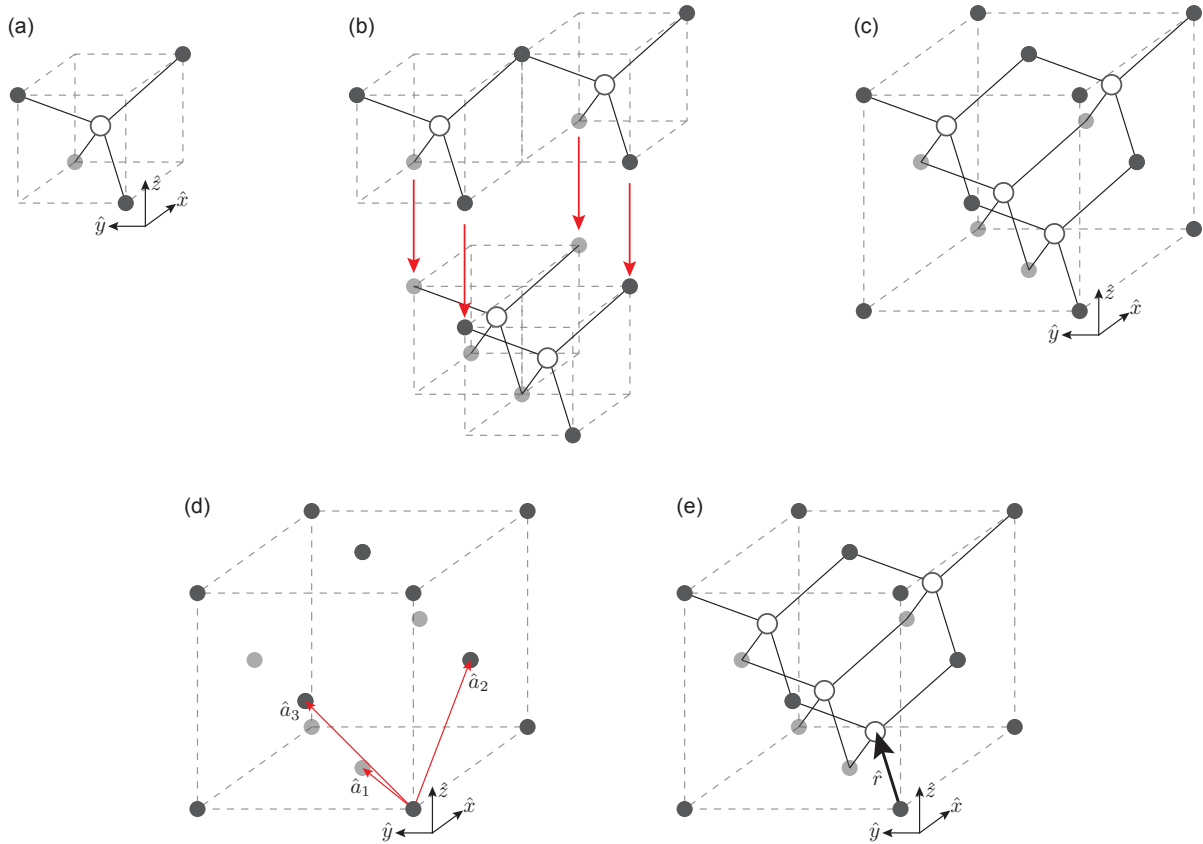 (a)
ẑ
x̂
ŷ
(b)
(c)
ẑ
x̂
ŷ
(d)
â₂
â₃
â₁
ẑ
x̂
ŷ
(e)
r̂
ẑ
x̂
ŷ